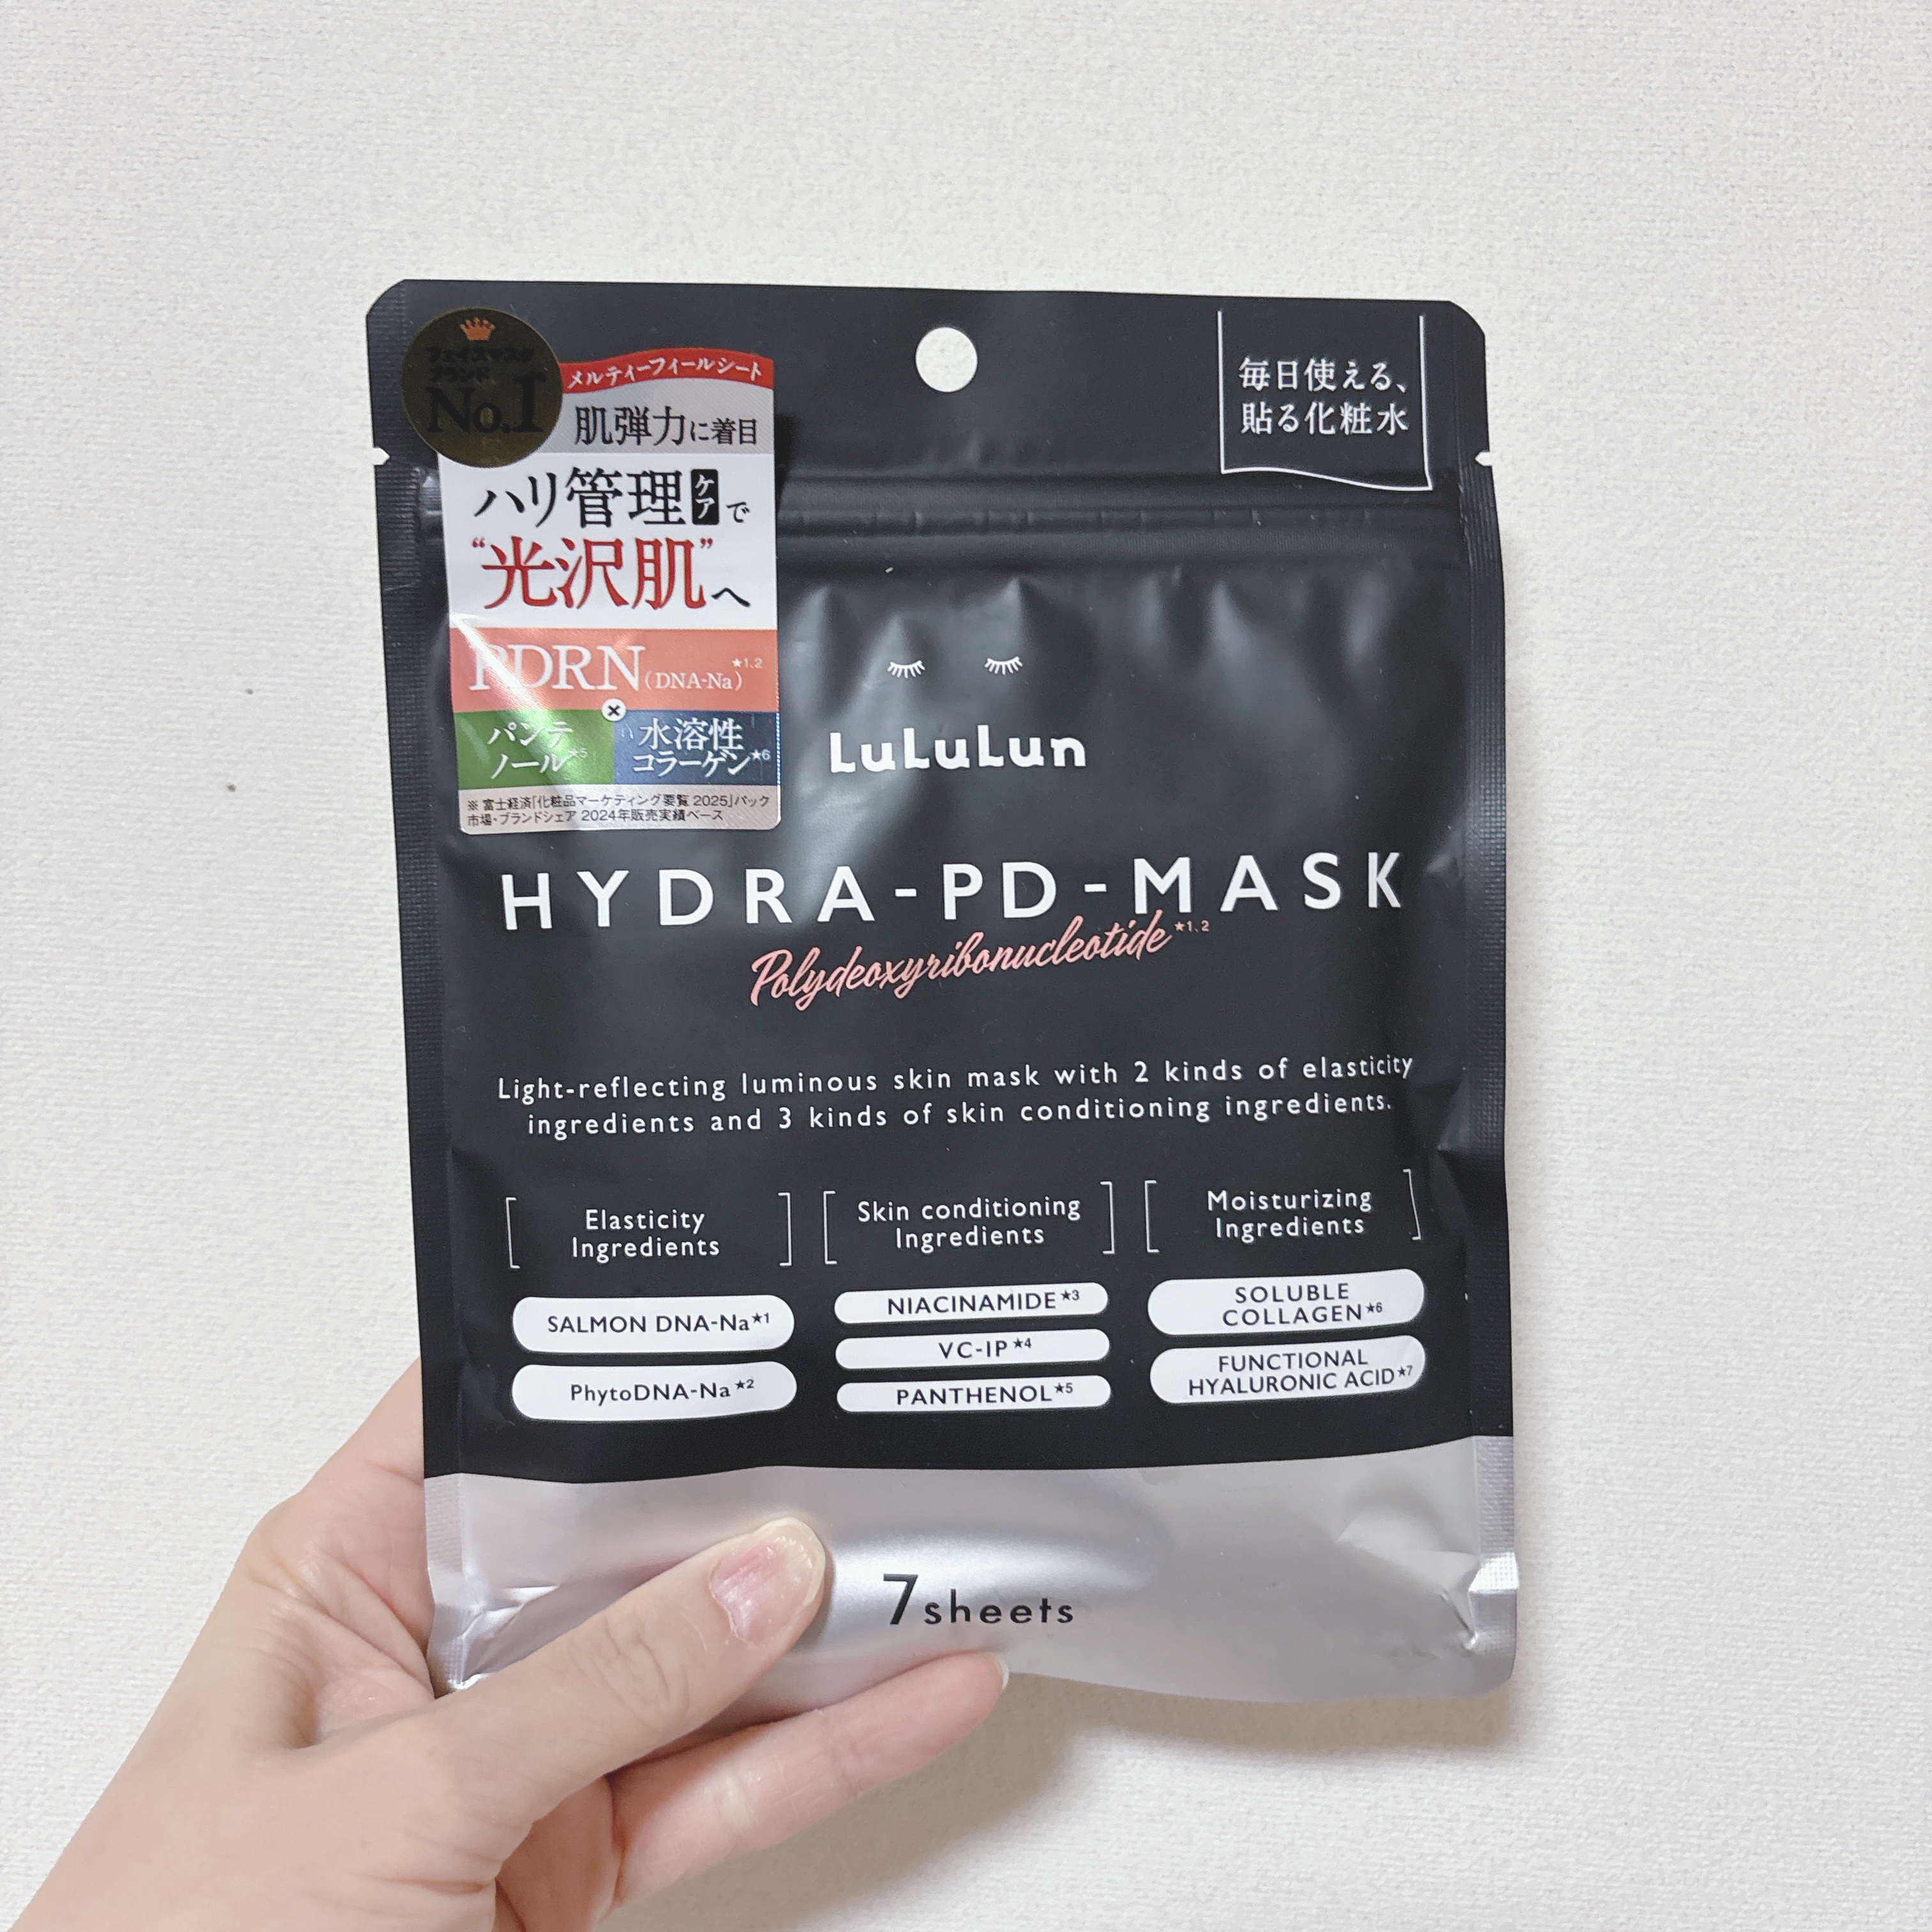 フェイスマスク
ブランド
No.1
メルティーフィールシート
肌弾力に着目
ハリ管理ケアで
“光沢肌”へ
PDRN(DNA-Na)★1.2
×
パンテ
ノール★5
水溶性
コラーゲン★6
※ 富士経済「化粧品マーケティング要覧 2025」パック
市場・ブランドシェア 2024年販売実績ベース
毎日使える、
貼る化粧水
LuLuLun
HYDRA-PD-MASK
Polydeoxyribonucleotide★1.2
Light-reflecting luminous skin mask with 2 kinds of elasticity
ingredients and 3 kinds of skin conditioning ingredients.
Elasticity
Ingredients
SALMON DNA-Na★1
PhytoDNA-Na★2
Skin conditioning
Ingredients
NIACINAMIDE★3
VC-IP★4
PANTHENOL★5
Moisturizing
Ingredients
SOLUBLE
COLLAGEN★6
FUNCTIONAL
HYALURONIC ACID★7
7sheets